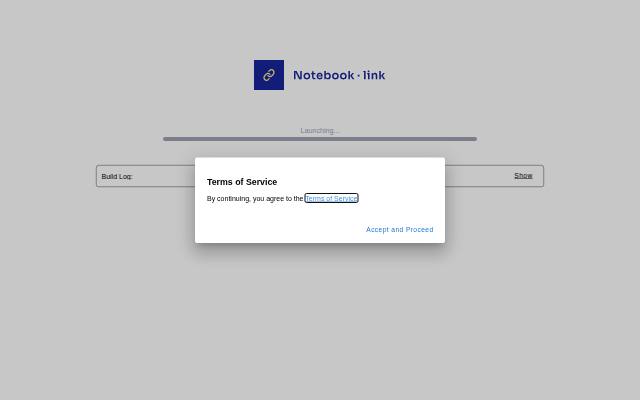 Notebook · link
Launching...
Build Log:
Show
Terms of Service
By continuing, you agree to the Terms of Service
Accept and Proceed